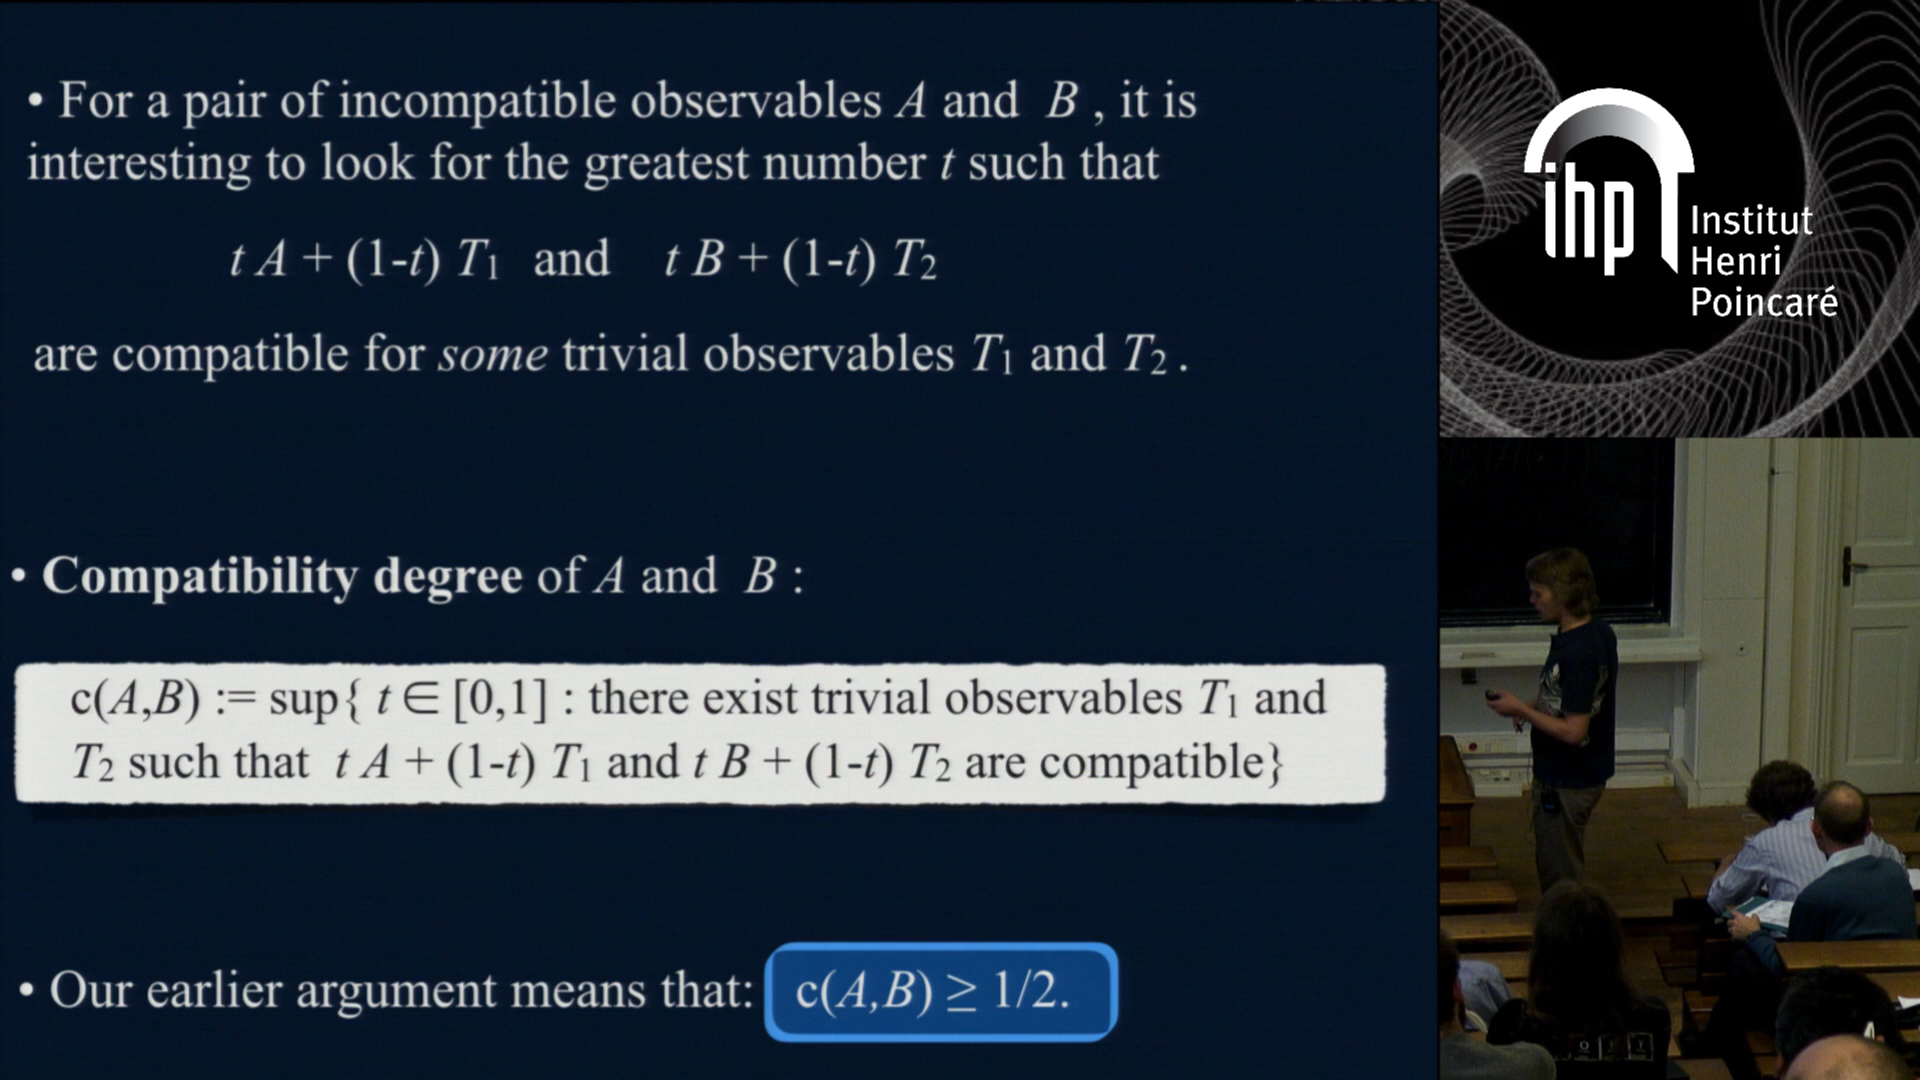 • For a pair of incompatible observables A and B , it is
interesting to look for the greatest number t such that
t A + (1-t) T₁ and t B + (1-t) T₂
are compatible for some trivial observables T₁ and T₂ .
• Compatibility degree of A and B :
c(A,B) := sup{ t ∈ [0,1] : there exist trivial observables T₁ and
T₂ such that t A + (1-t) T₁ and t B + (1-t) T₂ are compatible}
• Our earlier argument means that: c(A,B) ≥ 1/2.
ihp
Institut
Henri
Poincaré